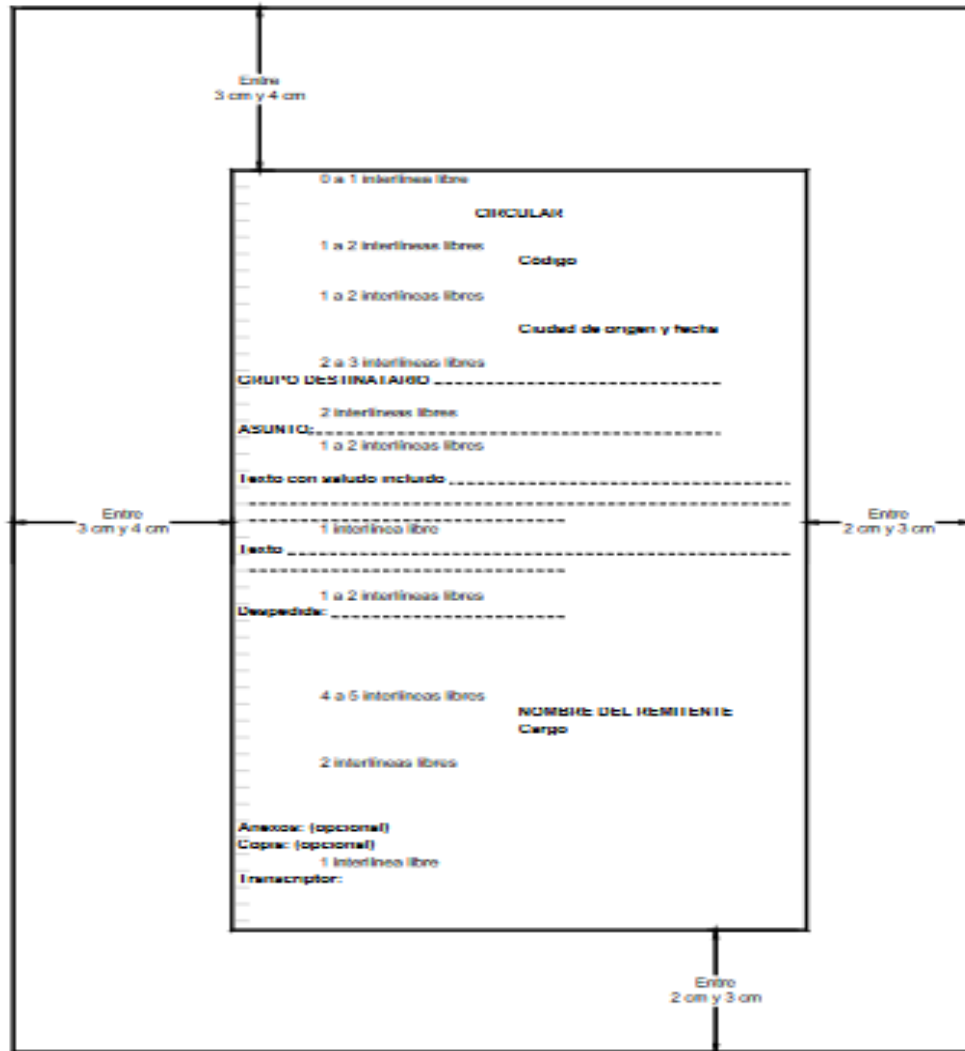 Entre
3 cm y 4 cm
0 a 1 interlínea libre
CIRCULAR
1 a 2 interlíneas libres
Código
1 a 2 interlíneas libres
Ciudad de origen y fecha
2 a 3 interlíneas libres
GRUPO DESTINATARIO
2 interlíneas libres
ASUNTO:
1 a 2 interlíneas libres
Texto con saludo incluido
Entre
3 cm y 4 cm
Entre
2 cm y 3 cm
1 interlínea libre
Texto
1 a 2 interlíneas libres
Despedida:
4 a 5 interlíneas libres
NOMBRE DEL REMITENTE
Cargo
2 interlíneas libres
Anexos: (opcional)
Copia: (opcional)
1 interlínea libre
Transcriptor:
Entre
2 cm y 3 cm